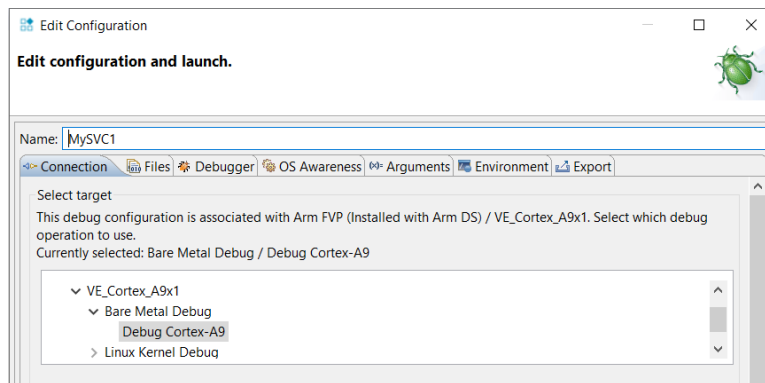 Edit Configuration
Edit configuration and launch.
Name: MySVC1
Connection Files Debugger OS Awareness Arguments Environment Export
Select target
This debug configuration is associated with Arm FVP (Installed with Arm DS) / VE_Cortex_A9x1. Select which debug
operation to use.
Currently selected: Bare Metal Debug / Debug Cortex-A9
VE_Cortex_A9x1
Bare Metal Debug
Debug Cortex-A9
Linux Kernel Debug